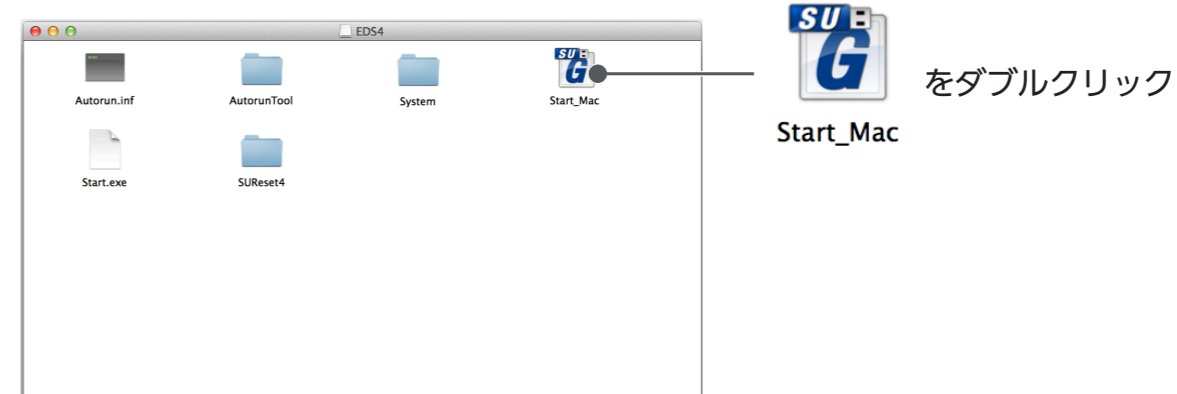 EDS4
Autorun.inf
AutorunTool
System
SU
G
Start_Mac
Start.exe
SUReset4
SU
G
Start_Mac
をダブルクリック